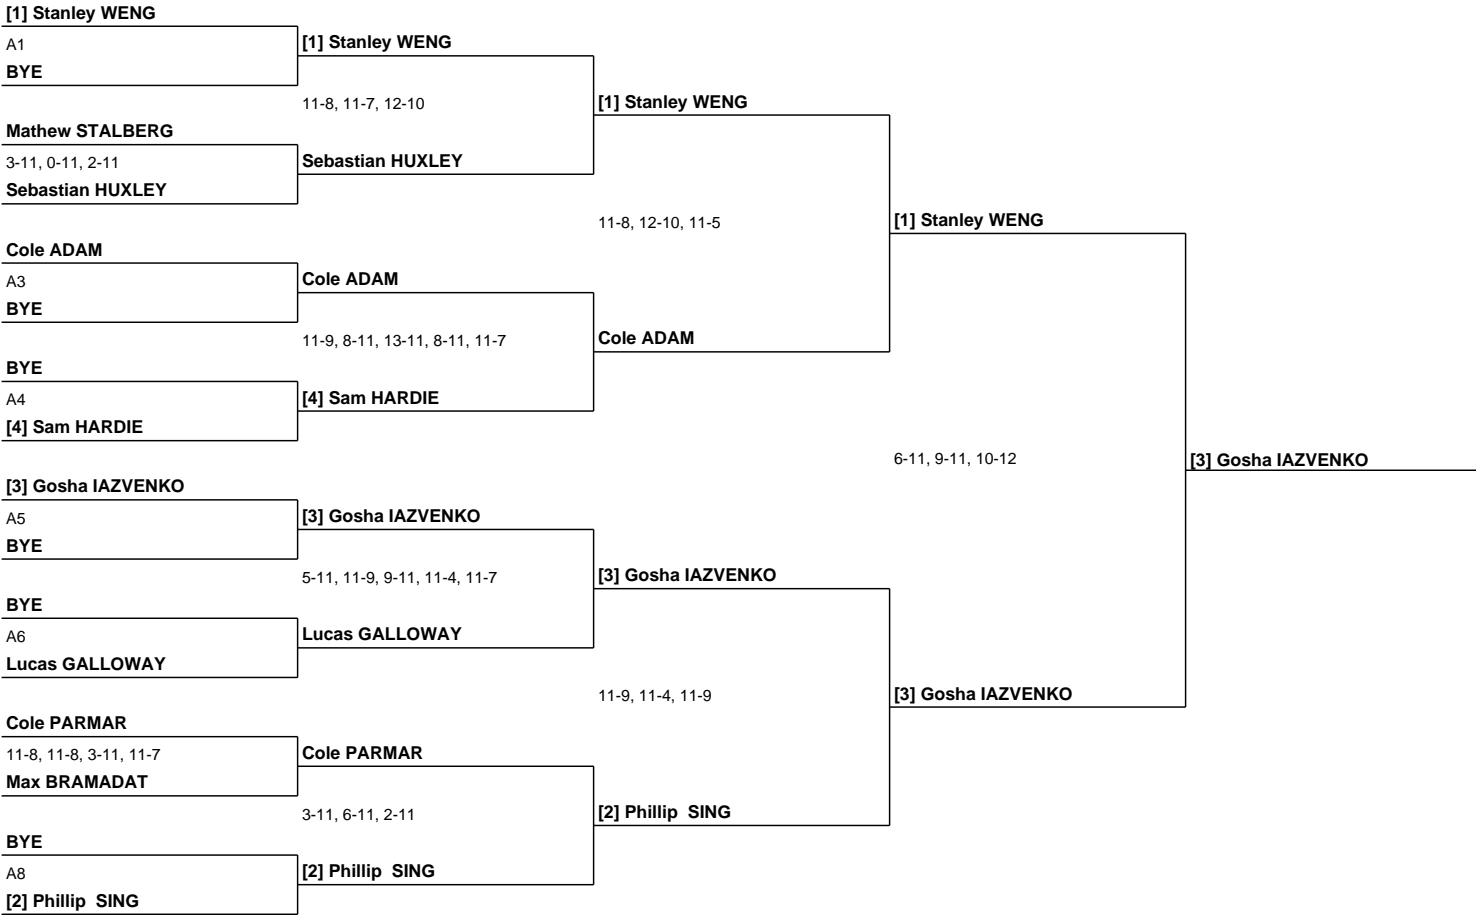 [1] Stanley WENG
A1
BYE
Mathew STALBERG
3-11, 0-11, 2-11
Sebastian HUXLEY
Cole ADAM
A3
BYE
BYE
A4
[4] Sam HARDIE
[3] Gosha IAZVENKO
A5
BYE
BYE
A6
Lucas GALLOWAY
Cole PARMAR
11-8, 11-8, 3-11, 11-7
Max BRAMADAT
BYE
A8
[2] Phillip SING
[1] Stanley WENG
11-8, 11-7, 12-10
Sebastian HUXLEY
Cole ADAM
11-9, 8-11, 13-11, 8-11, 11-7
[4] Sam HARDIE
[3] Gosha IAZVENKO
5-11, 11-9, 9-11, 11-4, 11-7
Lucas GALLOWAY
Cole PARMAR
3-11, 6-11, 2-11
[2] Phillip SING
[1] Stanley WENG
11-8, 12-10, 11-5
Cole ADAM
[3] Gosha IAZVENKO
11-9, 11-4, 11-9
[2] Phillip SING
[1] Stanley WENG
6-11, 9-11, 10-12
[3] Gosha IAZVENKO
[3] Gosha IAZVENKO